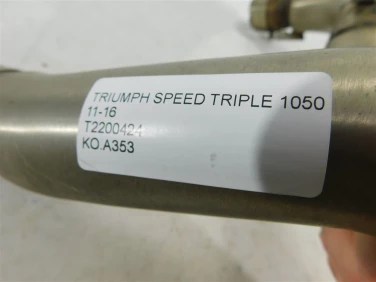 TRIUMPH SPEED TRIPLE 1050
11-16
T2200424
KO.A353